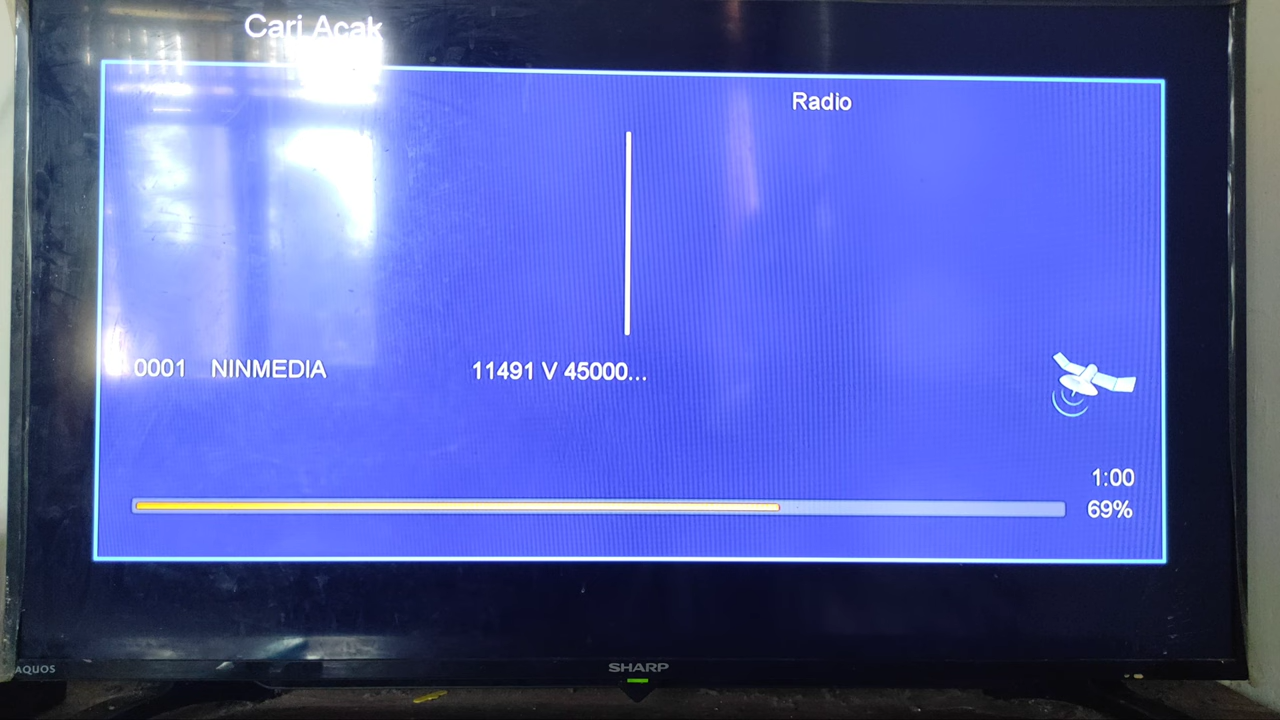 Cari Acak
Radio
0001 NINMEDIA 11491 V 45000...
1:00
69%
AQUOS
SHARP